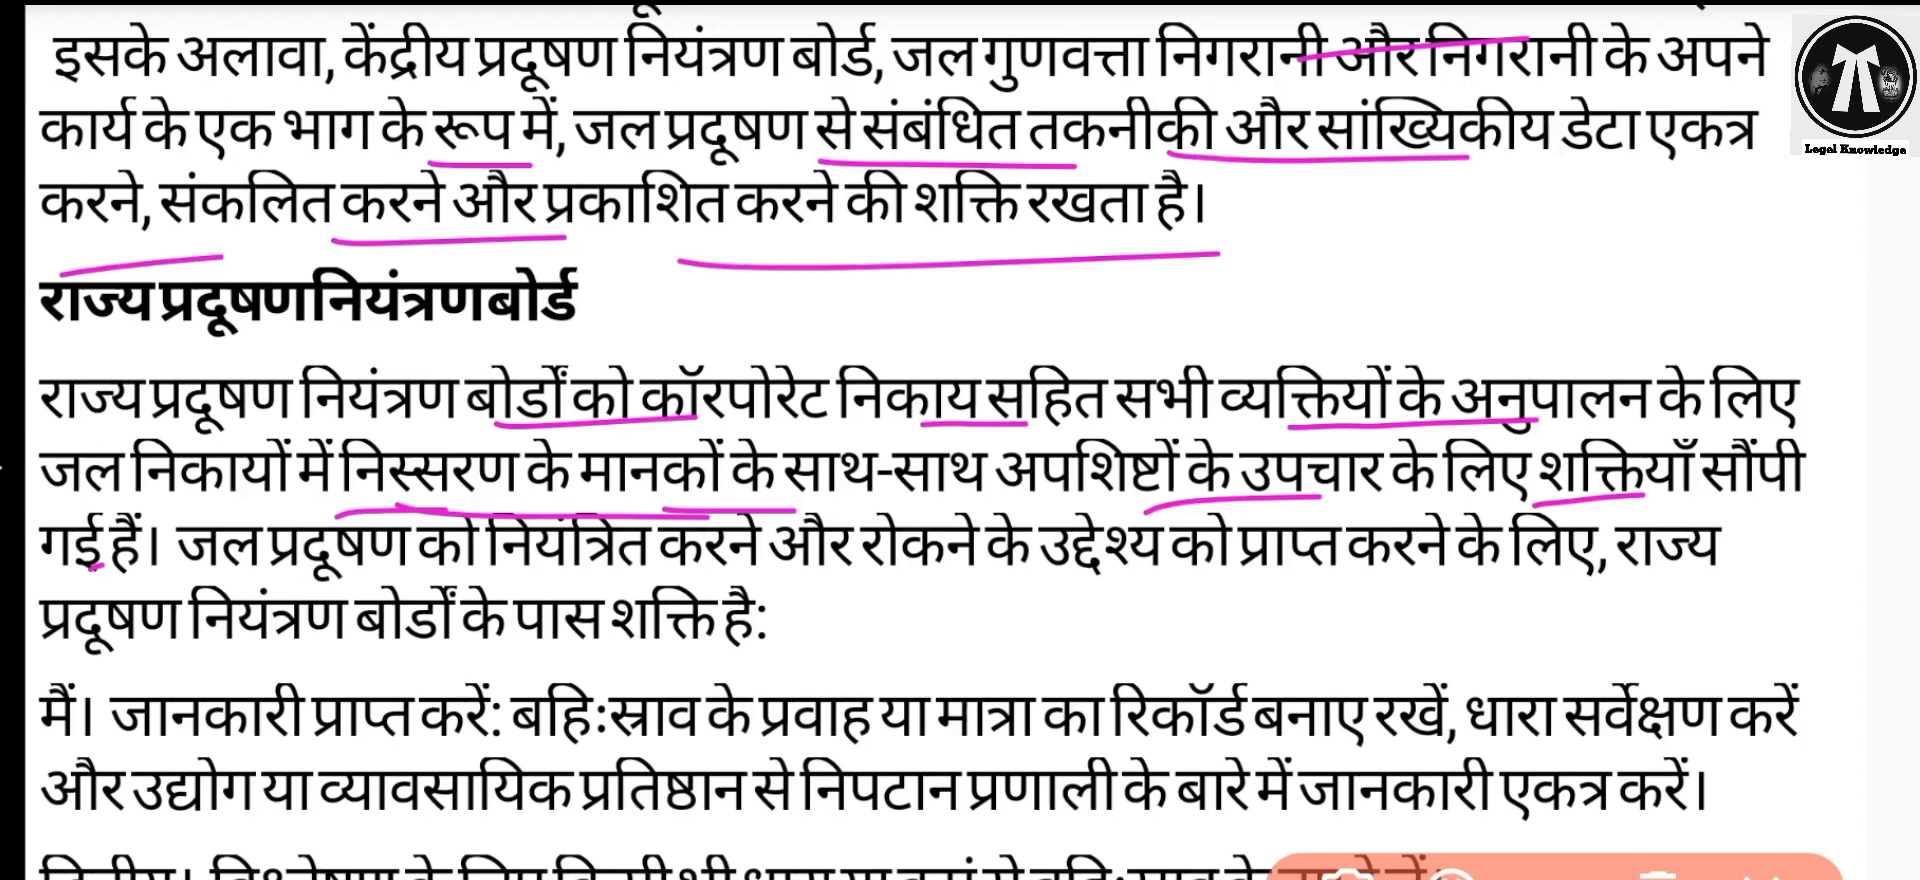 इसके अलावा, केंद्रीय प्रदूषण नियंत्रण बोर्ड, जल गुणवत्ता निगरानी और निगरानी के अपने
कार्य के एक भाग के रूप में, जल प्रदूषण से संबंधित तकनीकी और सांख्यिकीय डेटा एकत्र
करने, संकलित करने और प्रकाशित करने की शक्ति रखता है।
Legal Knowledge
राज्य प्रदूषण नियंत्रण बोर्ड
राज्य प्रदूषण नियंत्रण बोर्डों को कॉरपोरेट निकाय सहित सभी व्यक्तियों के अनुपालन के लिए
जल निकायों में निस्सरण के मानकों के साथ-साथ अपशिष्टों के उपचार के लिए शक्तियाँ सौंपी
गई हैं। जल प्रदूषण को नियंत्रित करने और रोकने के उद्देश्य को प्राप्त करने के लिए, राज्य
प्रदूषण नियंत्रण बोर्डों के पास शक्ति है:
मैं। जानकारी प्राप्त करें: बहिःस्राव के प्रवाह या मात्रा का रिकॉर्ड बनाए रखें, धारा सर्वेक्षण करें
और उद्योग या व्यावसायिक प्रतिष्ठान से निपटान प्रणाली के बारे में जानकारी एकत्र करें।